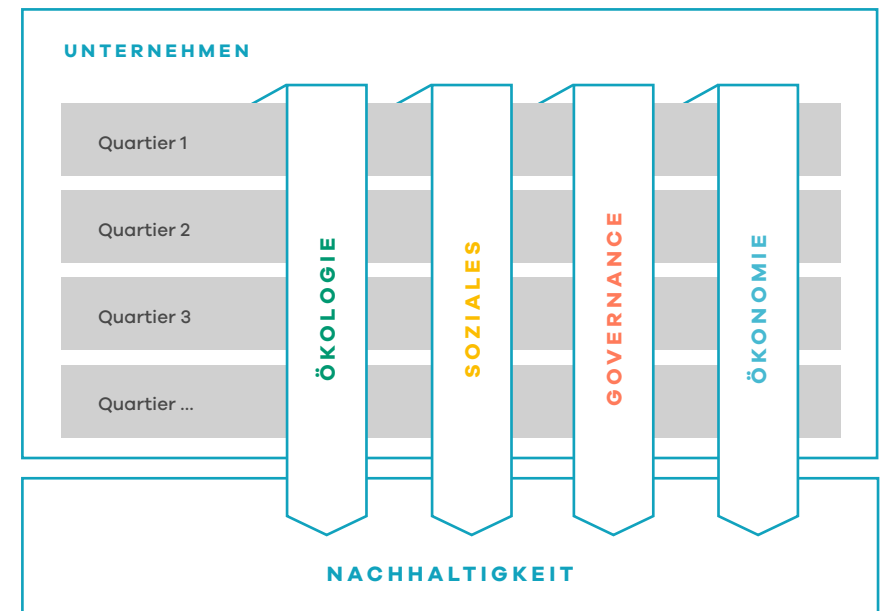 UNTERNEHMEN
Quartier 1
Quartier 2
Quartier 3
Quartier ...
ÖKOLOGIE
SOZIALES
GOVERNANCE
ÖKONOMIE
NACHHALTIGKEIT